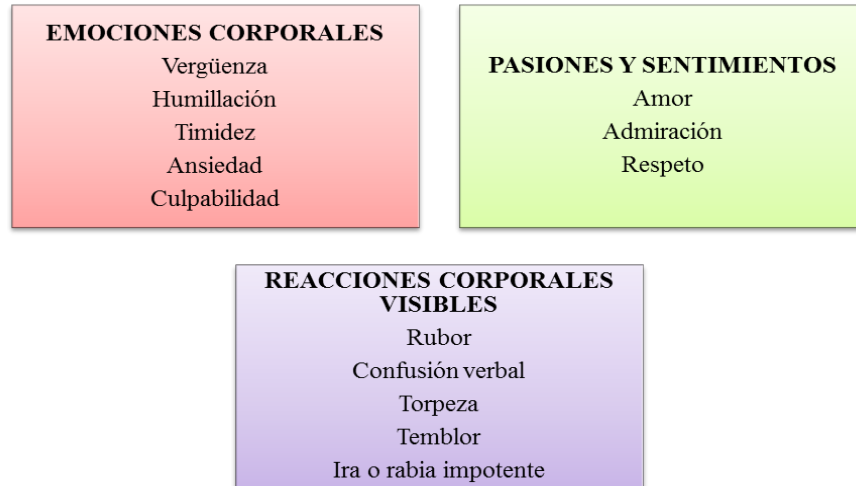 EMOCIONES CORPORALES
Vergüenza
Humillación
Timidez
Ansiedad
Culpabilidad
PASIONES Y SENTIMIENTOS
Amor
Admiración
Respeto
REACCIONES CORPORALES
VISIBLES
Rubor
Confusión verbal
Torpeza
Temblor
Ira o rabia impotente